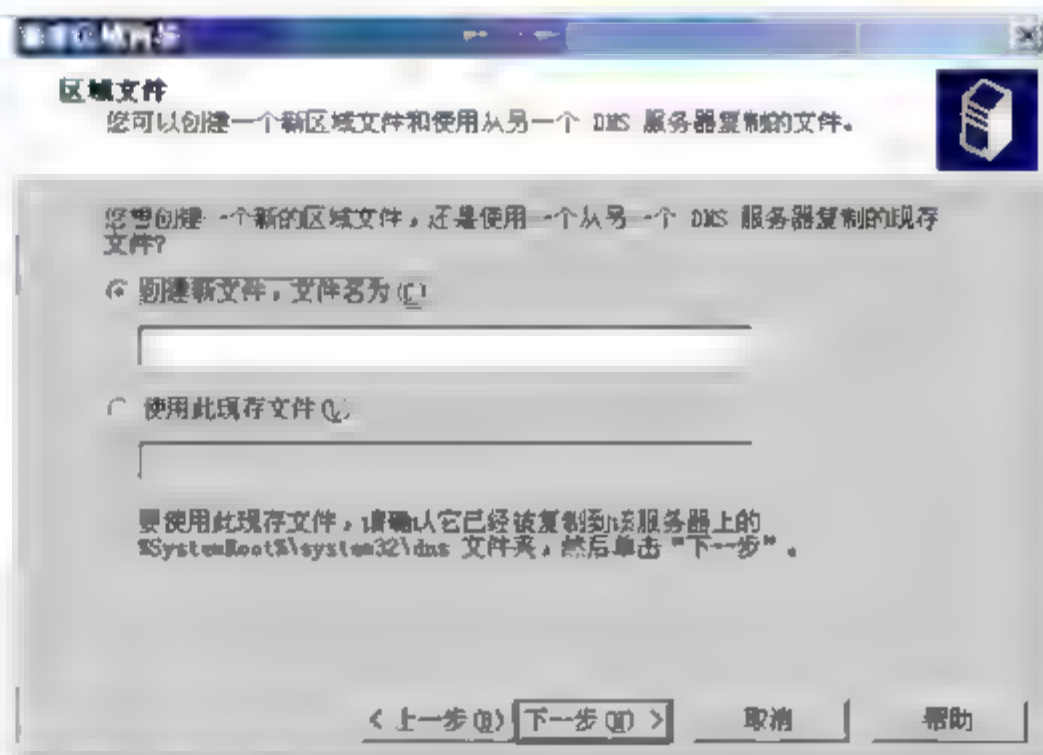 区域文件
您可以创建一个新区域文件和使用从另一个 DNS 服务器复制的文件。
您想创建一个新的区域文件，还是使用一个从另一个 DNS 服务器复制的现存
文件?
创建新文件，文件名为(C)
使用此现存文件(U)
要使用此现存文件，请确认它已经被复制到该服务器上的
%SystemRoot%\system32\dns 文件夹，然后单击“下一步”。
< 上一步(B) 下一步(N) > 取消 帮助